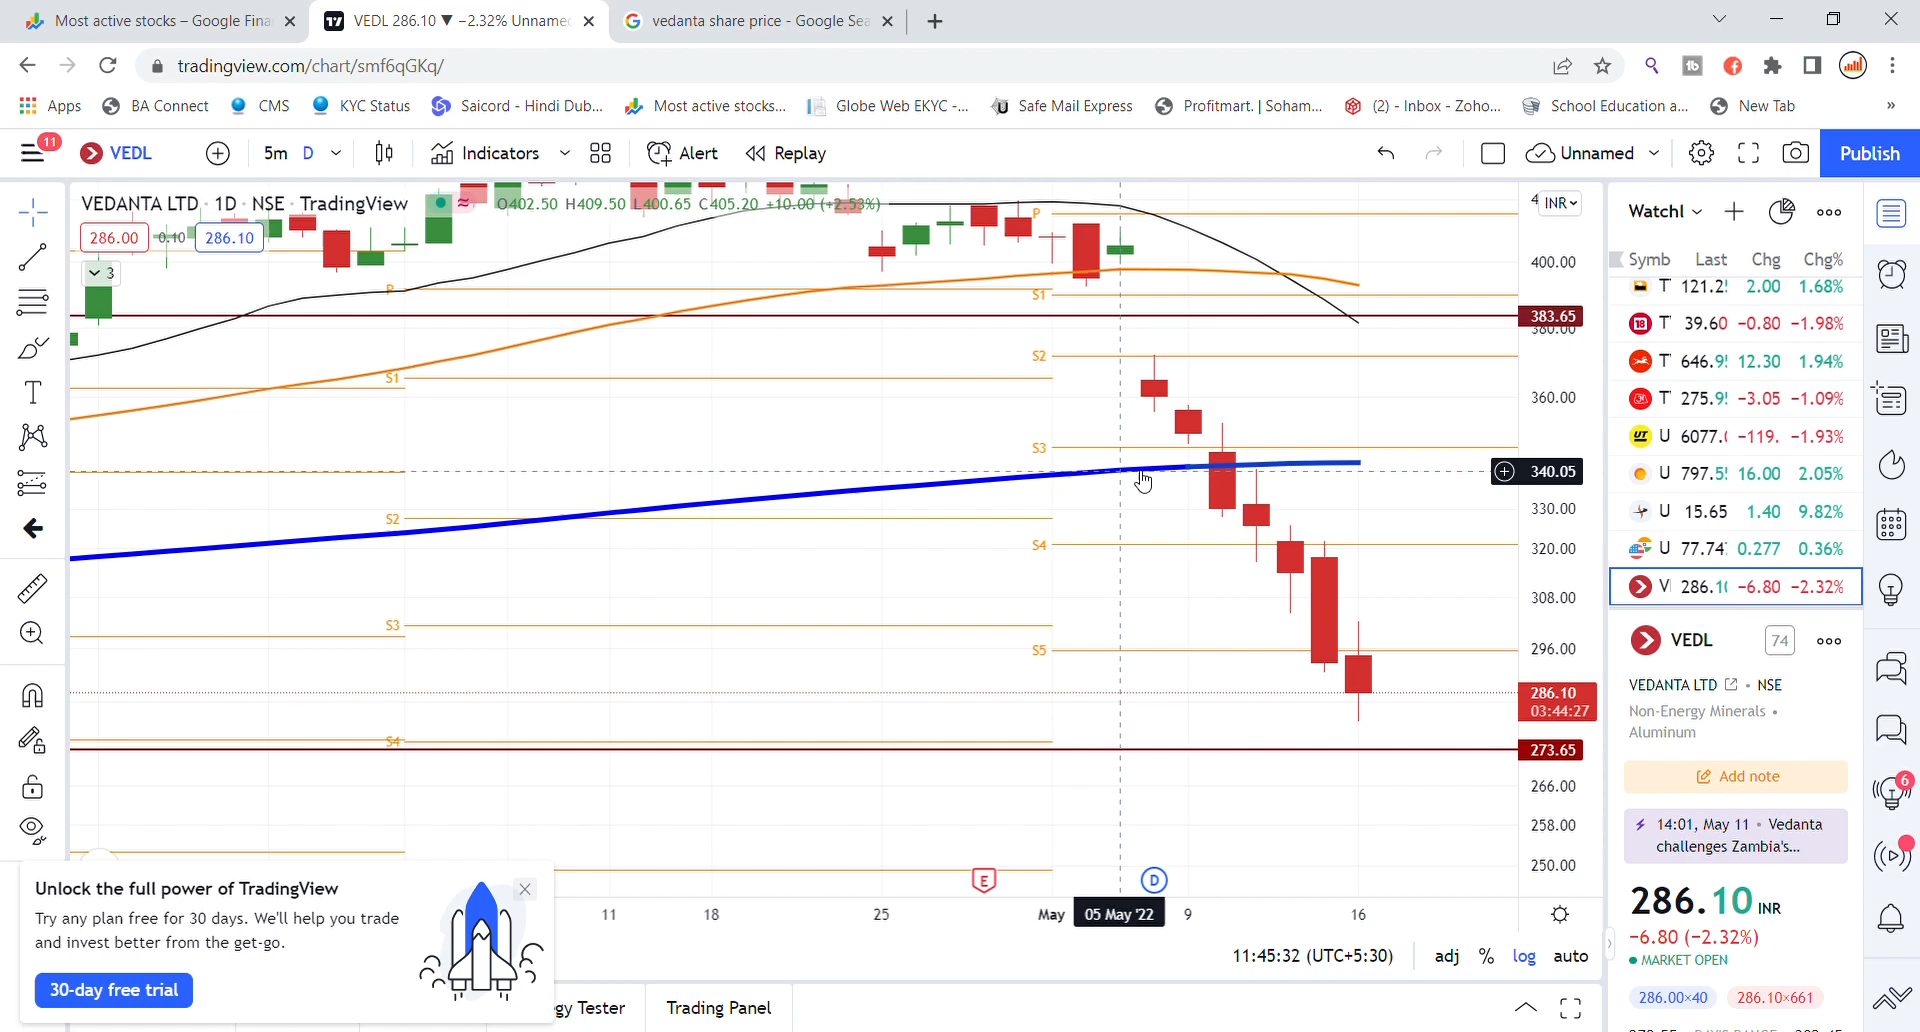 Most active stocks – Google Fina
VEDL 286.10 ▼ −2.32% Unname
vedanta share price - Google Sea
tradingview.com/chart/smf6qGKq/
Apps
BA Connect
CMS
KYC Status
Saicord - Hindi Dub...
Most active stocks...
Globe Web EKYC -...
Safe Mail Express
Profitmart. | Soham...
(2) - Inbox - Zoho...
School Education a...
New Tab
»
11
VEDL
5m D
Indicators
Alert
Replay
Unnamed
Publish
VEDANTA LTD · 1D · NSE · TradingView
O402.50 H409.50 L400.65 C405.20 +10.00 (+2.53%)
286.00
0.10
286.10
3
INR
400.00
383.65
380.00
360.00
340.05
330.00
320.00
308.00
296.00
286.10
03:44:27
273.65
266.00
258.00
250.00
P
S1
S2
S3
S4
P
S1
S2
S3
S4
S5
E
D
11
18
25
May
05 May '22
9
16
11:45:32 (UTC+5:30)
adj
%
log
auto
gy Tester
Trading Panel
Unlock the full power of TradingView
Try any plan free for 30 days. We'll help you trade
and invest better from the get-go.
30-day free trial
Watchl
Symb Last Chg Chg%
T 121.2 2.00 1.68%
T 39.60 −0.80 −1.98%
T 646.9 12.30 1.94%
T 275.9 −3.05 −1.09%
U 6077. −119. −1.93%
U 797.5 16.00 2.05%
U 15.65 1.40 9.82%
U 77.74 0.277 0.36%
V 286.10 −6.80 −2.32%
VEDL
74
VEDANTA LTD • NSE
Non-Energy Minerals •
Aluminum
Add note
14:01, May 11 • Vedanta
challenges Zambia's...
286.10 INR
−6.80 (−2.32%)
MARKET OPEN
286.00×40
286.10×661
6